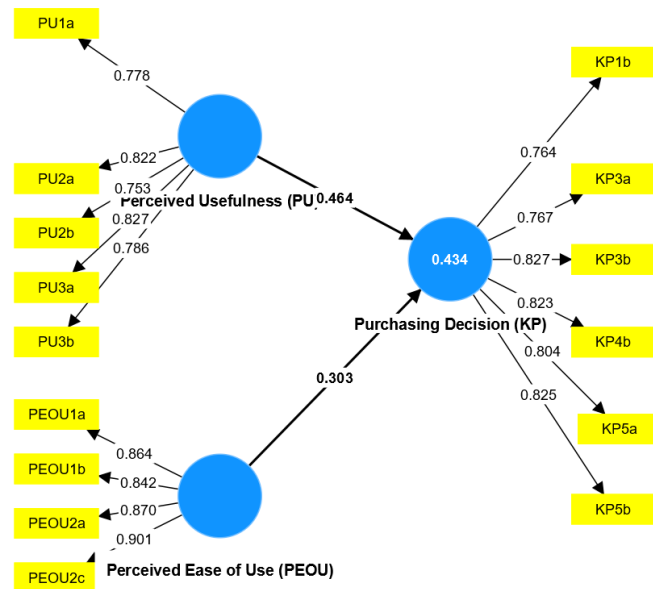 PU1a
0.778
PU2a
0.822
PU2b
0.753
PU3a
0.827
PU3b
0.786
Perceived Usefulness (PU
0.464
PEOU1a
0.864
PEOU1b
0.842
PEOU2a
0.870
PEOU2c
0.901
Perceived Ease of Use (PEOU)
0.303
0.434
Purchasing Decision (KP)
KP1b
0.764
KP3a
0.767
KP3b
0.827
KP4b
0.823
KP5a
0.804
KP5b
0.825